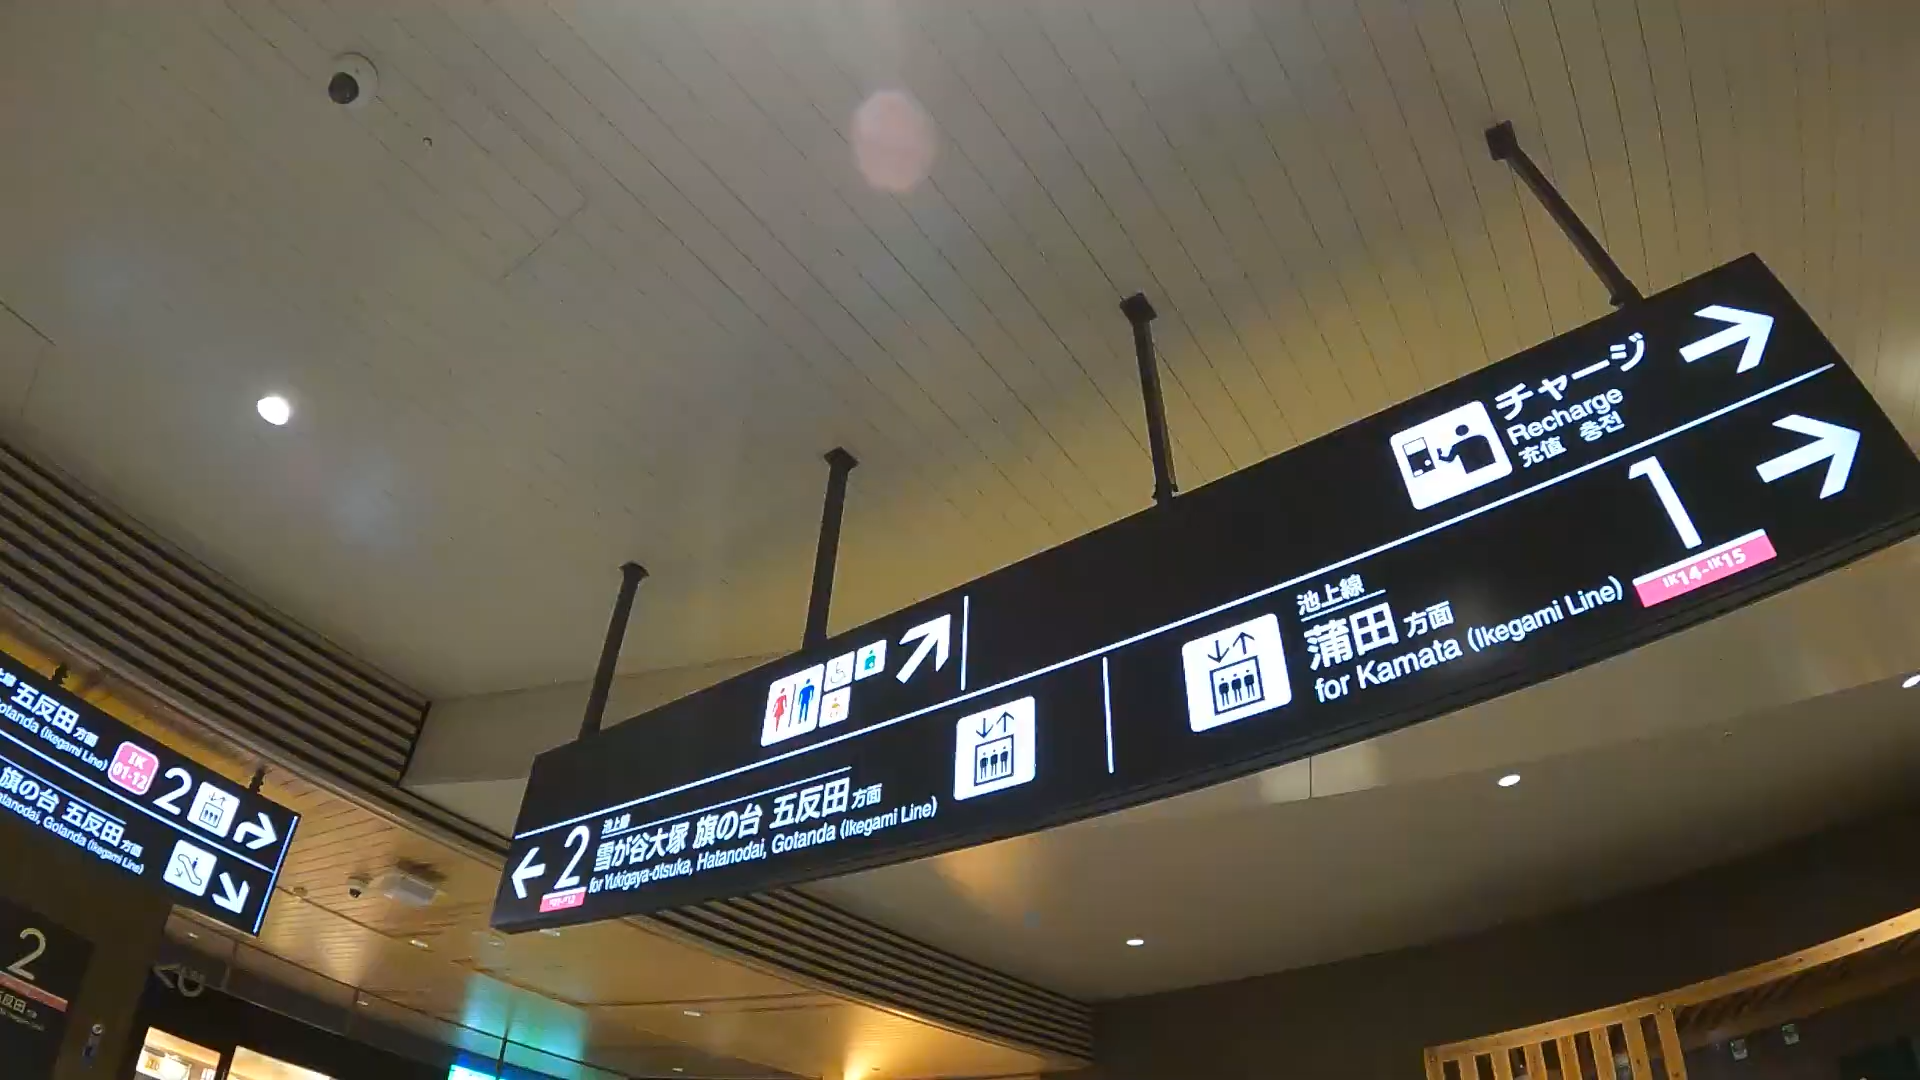 チャージ
Recharge
充值 충전
1
IK14-IK15
池上線
蒲田 方面
for Kamata (Ikegami Line)
2
池上線
雪が谷大塚 旗の台 五反田 方面
for Yukigaya-ōtsuka, Hatanodai, Gotanda (Ikegami Line)
五反田 方面
(Ikegami Line)
IK
01-12
2
旗の台 五反田 方面
Gotanda (Ikegami Line)
2
五反田